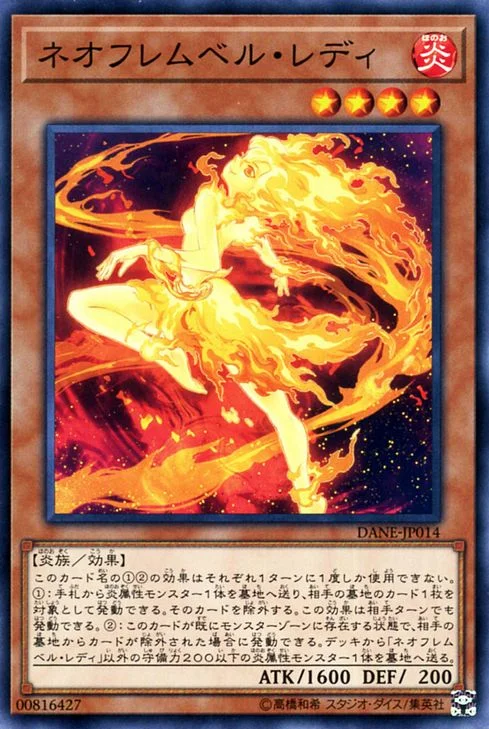 ネオフレムベル・レディ
ほのお
炎
DANE-JP014
【炎族／効果】
このカード名の①②の効果はそれぞれ１ターンに１度しか使用できない。
①：手札から炎属性モンスター１体を墓地へ送り、相手の墓地のカード１枚を
対象として発動できる。そのカードを除外する。この効果は相手ターンでも
発動できる。②：このカードが既にモンスターゾーンに存在する状態で、相手の
墓地からカードが除外された場合に発動できる。デッキから「ネオフレム
ベル・レディ」以外の守備力２００以下の炎属性モンスター１体を墓地へ送る。
ATK/1600 DEF/ 200
00816427
©高橋和希 スタジオ・ダイス/集英社